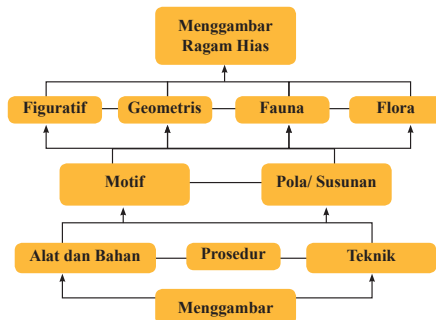 Menggambar
Ragam Hias
Figuratif
Geometris
Fauna
Flora
Motif
Pola/ Susunan
Alat dan Bahan
Prosedur
Teknik
Menggambar